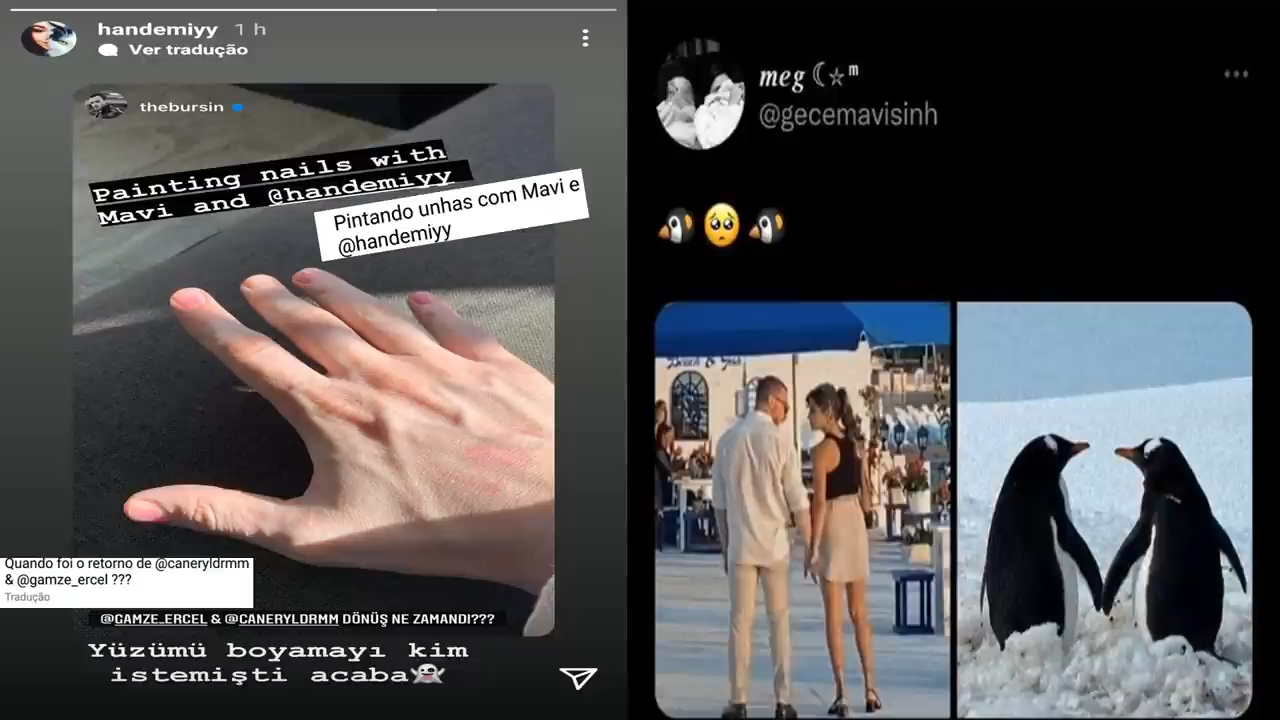 handemiyy 1 h
Ver tradução
thebursin
Painting nails with
Mavi and @handemiyy
Pintando unhas com Mavi e
@handemiyy
Quando foi o retorno de @caneryldrmm
& @gamze_ercel ???
Tradução
@GAMZE_ERCEL & @CANERYLDRMM DÖNÜŞ NE ZAMANDI???
Yüzümü boyamayı kim
istemişti acaba👻
meg ☾☆ᵐ
@gecemavisinh
🐧🥺🐧